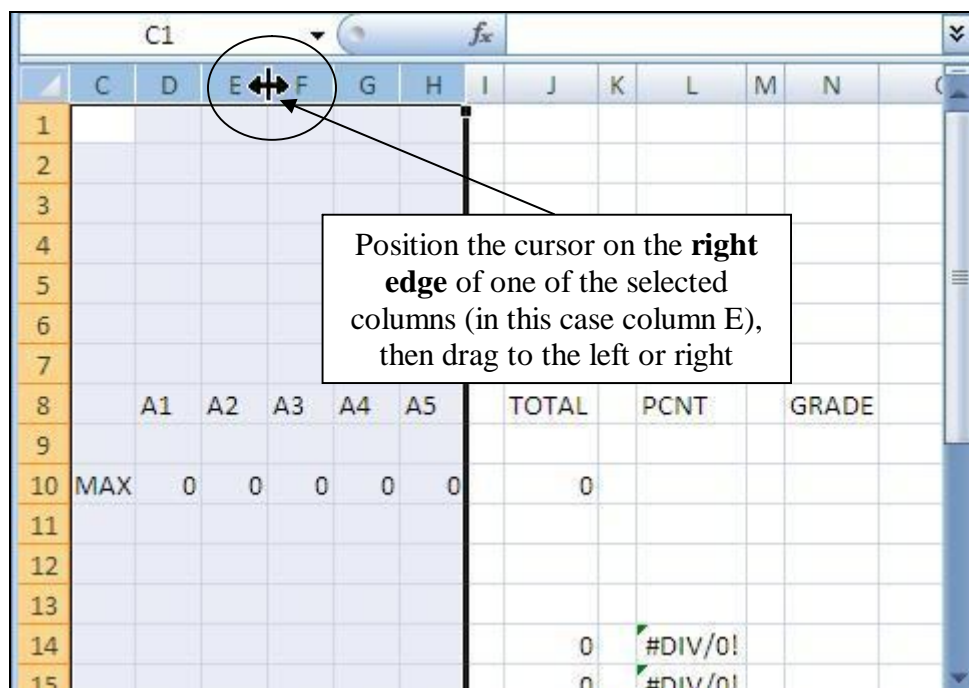 C1 fx
C D E F G H I J K L M N
1
2
3
4
Position the cursor on the right
edge of one of the selected
columns (in this case column E),
then drag to the left or right
5
6
7
8 A1 A2 A3 A4 A5 TOTAL PCNT GRADE
9
10 MAX 0 0 0 0 0 0
11
12
13
14 0 #DIV/0!
15 0 #DIV/0!